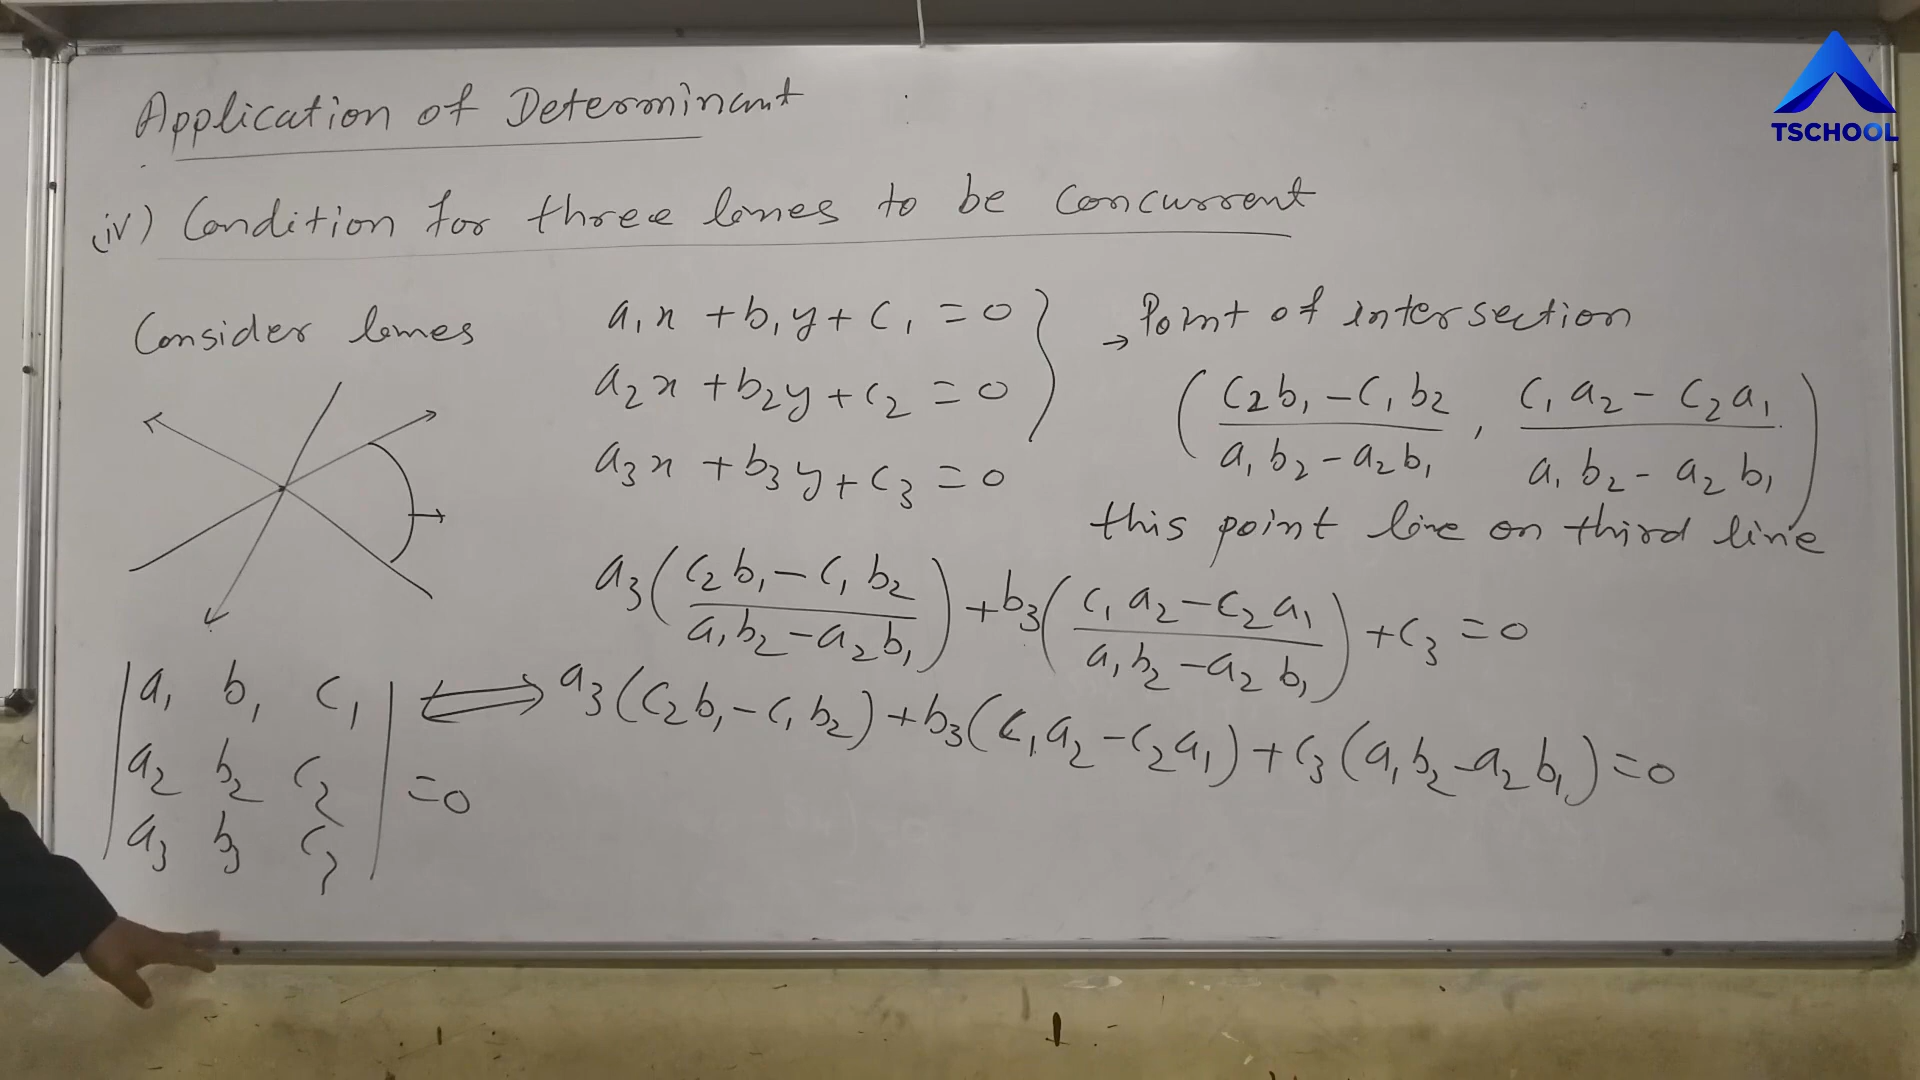 Application of Determinant
(iv) Condition for three lines to be concurrent
Consider lines
a₁x + b₁y + c₁ = 0
a₂x + b₂y + c₂ = 0
a₃x + b₃y + c₃ = 0
→ Point of intersection
( (c₂b₁ - c₁b₂)/(a₁b₂ - a₂b₁) , (c₁a₂ - c₂a₁)/(a₁b₂ - a₂b₁) )
this point line on third line
a₃( (c₂b₁ - c₁b₂)/(a₁b₂ - a₂b₁) ) + b₃( (c₁a₂ - c₂a₁)/(a₁b₂ - a₂b₁) ) + c₃ = 0
⟺ a₃(c₂b₁ - c₁b₂) + b₃(c₁a₂ - c₂a₁) + c₃(a₁b₂ - a₂b₁) = 0
| a₁ b₁ c₁ |
| a₂ b₂ c₂ | = 0
| a₃ b₃ c₃ |
TSCHOOL